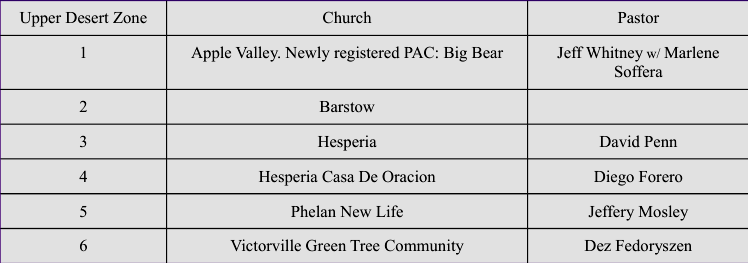 Upper Desert Zone Church Pastor
1 Apple Valley. Newly registered PAC: Big Bear Jeff Whitney w/ Marlene
Soffera
2 Barstow
3 Hesperia David Penn
4 Hesperia Casa De Oracion Diego Forero
5 Phelan New Life Jeffery Mosley
6 Victorville Green Tree Community Dez Fedoryszen